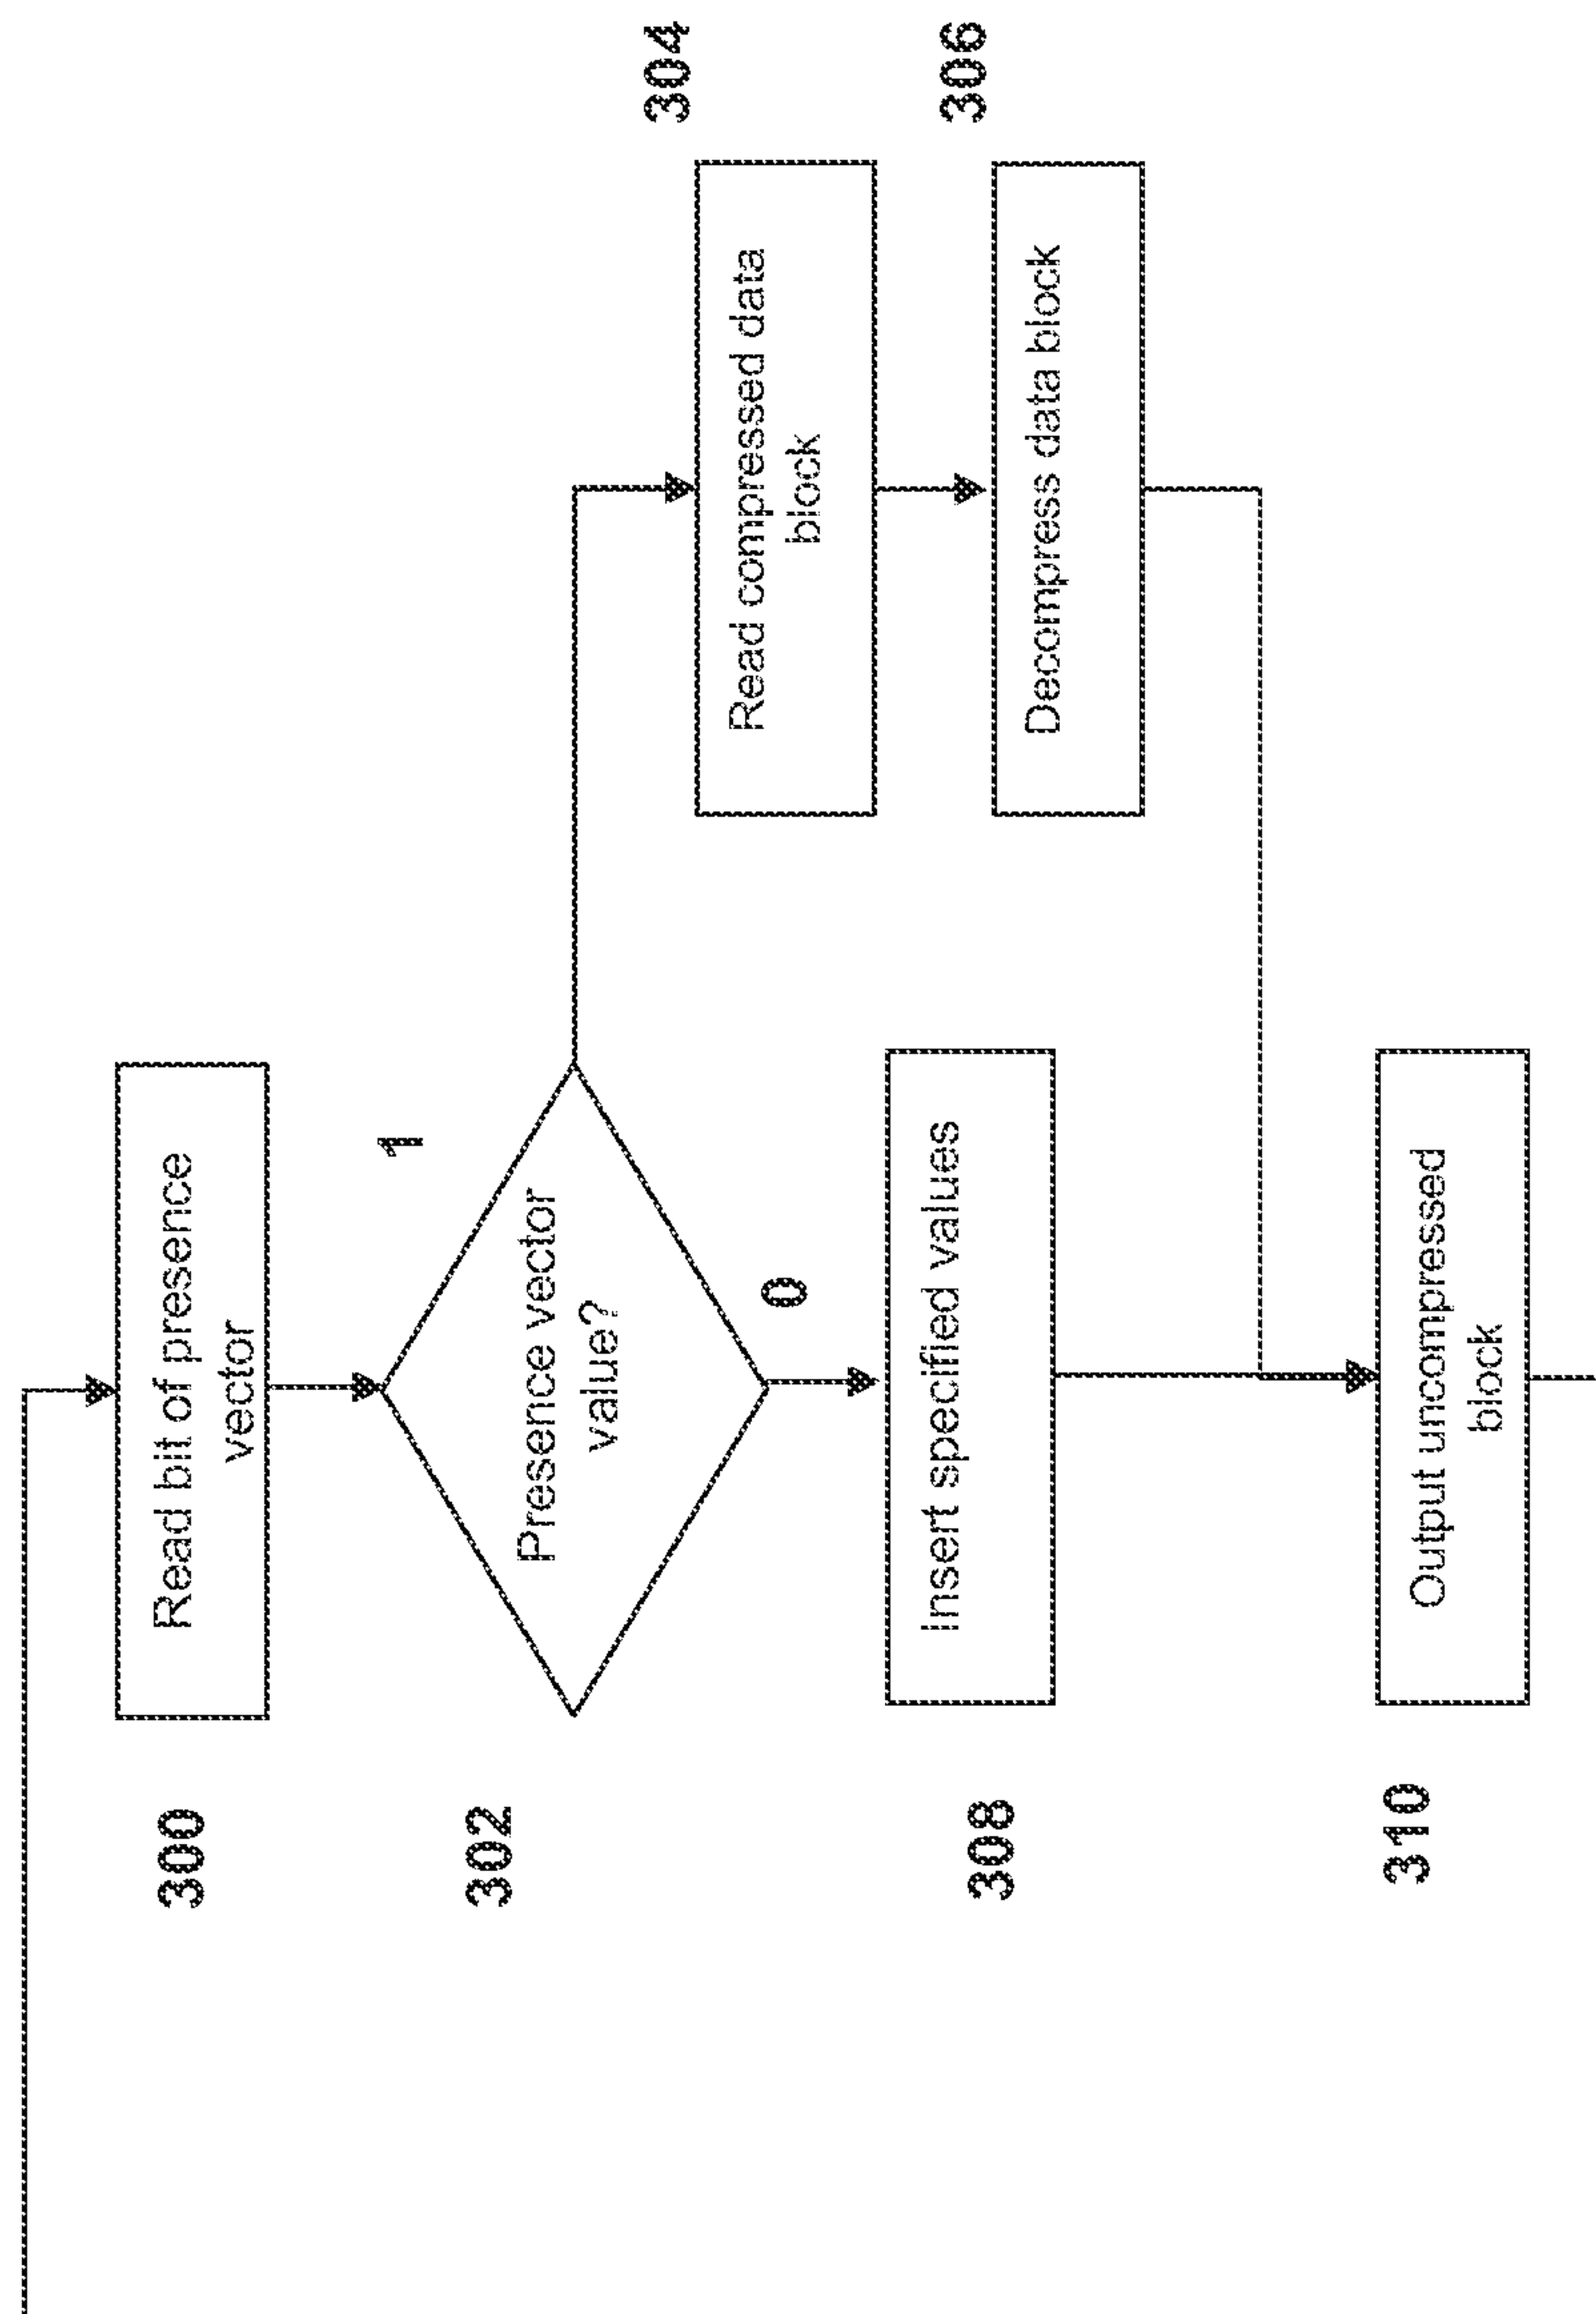 300
Read bit of presence
vector
302
Presence vector
value?
1
0
304
Read compressed data
block
306
Decompress data block
308
Insert specified values
310
Output uncompressed
block